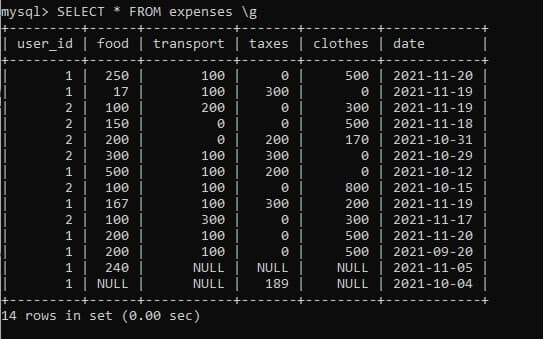 mysql> SELECT * FROM expenses \g
+---------+------+-----------+-------+---------+------------+
| user_id | food | transport | taxes | clothes | date       |
+---------+------+-----------+-------+---------+------------+
|       1 |  250 |       100 |     0 |     500 | 2021-11-20 |
|       1 |   17 |       100 |   300 |       0 | 2021-11-19 |
|       2 |  100 |       200 |     0 |     300 | 2021-11-19 |
|       2 |  150 |         0 |     0 |     500 | 2021-11-18 |
|       2 |  200 |         0 |   200 |     170 | 2021-10-31 |
|       2 |  300 |       100 |   300 |       0 | 2021-10-29 |
|       1 |  500 |       100 |   200 |       0 | 2021-10-12 |
|       2 |  100 |       100 |     0 |     800 | 2021-10-15 |
|       1 |  167 |       100 |   300 |     200 | 2021-11-19 |
|       2 |  100 |       300 |     0 |     300 | 2021-11-17 |
|       1 |  200 |       100 |     0 |     500 | 2021-11-20 |
|       1 |  200 |       100 |     0 |     500 | 2021-09-20 |
|       1 |  240 |      NULL |  NULL |    NULL | 2021-11-05 |
|       1 | NULL |      NULL |   189 |    NULL | 2021-10-04 |
+---------+------+-----------+-------+---------+------------+
14 rows in set (0.00 sec)